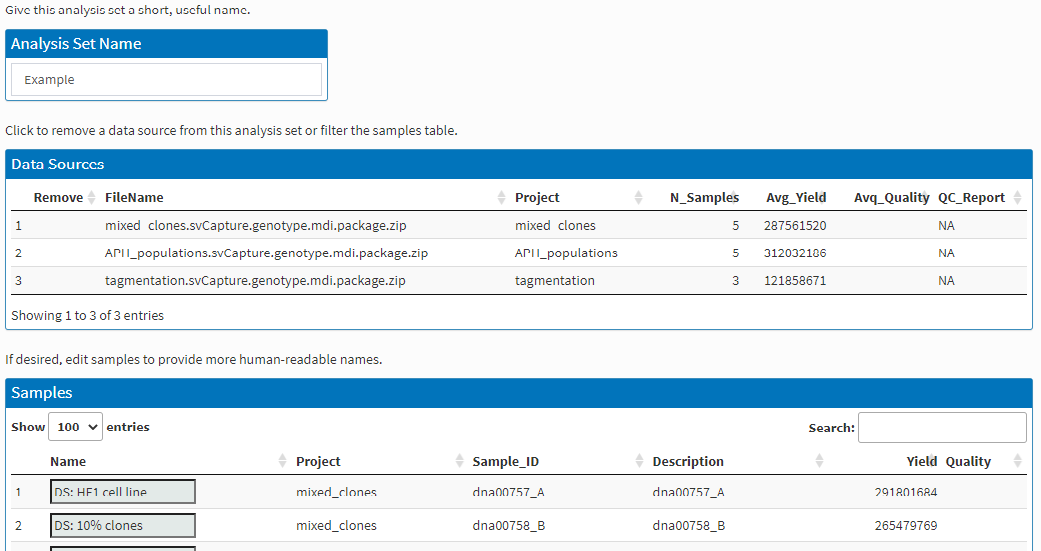 Give this analysis set a short, useful name.
Analysis Set Name
Example
Click to remove a data source from this analysis set or filter the samples table.
Data Sources
Remove FileName Project N_Samples Avg_Yield Avg_Quality QC_Report
1 mixed_clones.svCapture.genotype.mdi.package.zip mixed_clones 5 287561520 NA
2 APH_populations.svCapture.genotype.mdi.package.zip APH_populations 5 312032186 NA
3 tagmentation.svCapture.genotype.mdi.package.zip tagmentation 3 121858671 NA
Showing 1 to 3 of 3 entries
If desired, edit samples to provide more human-readable names.
Samples
Show 100 entries Search:
Name Project Sample_ID Description Yield Quality
1 DS: HF1 cell line mixed_clones dna00757_A dna00757_A 291801684
2 DS: 10% clones mixed_clones dna00758_B dna00758_B 265479769